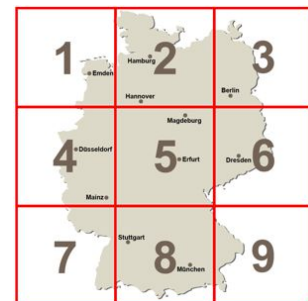 1
2
3
Hamburg
Emden
Berlin
Hannover
Magdeburg
4
Düsseldorf
5
Erfurt
Dresden
6
Mainz
Stuttgart
7
8
München
9